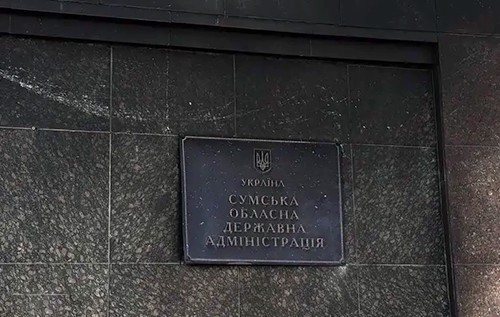 УКРАЇНА
СУМСЬКА
ОБЛАСНА
ДЕРЖАВНА
АДМІНІСТРАЦІЯ